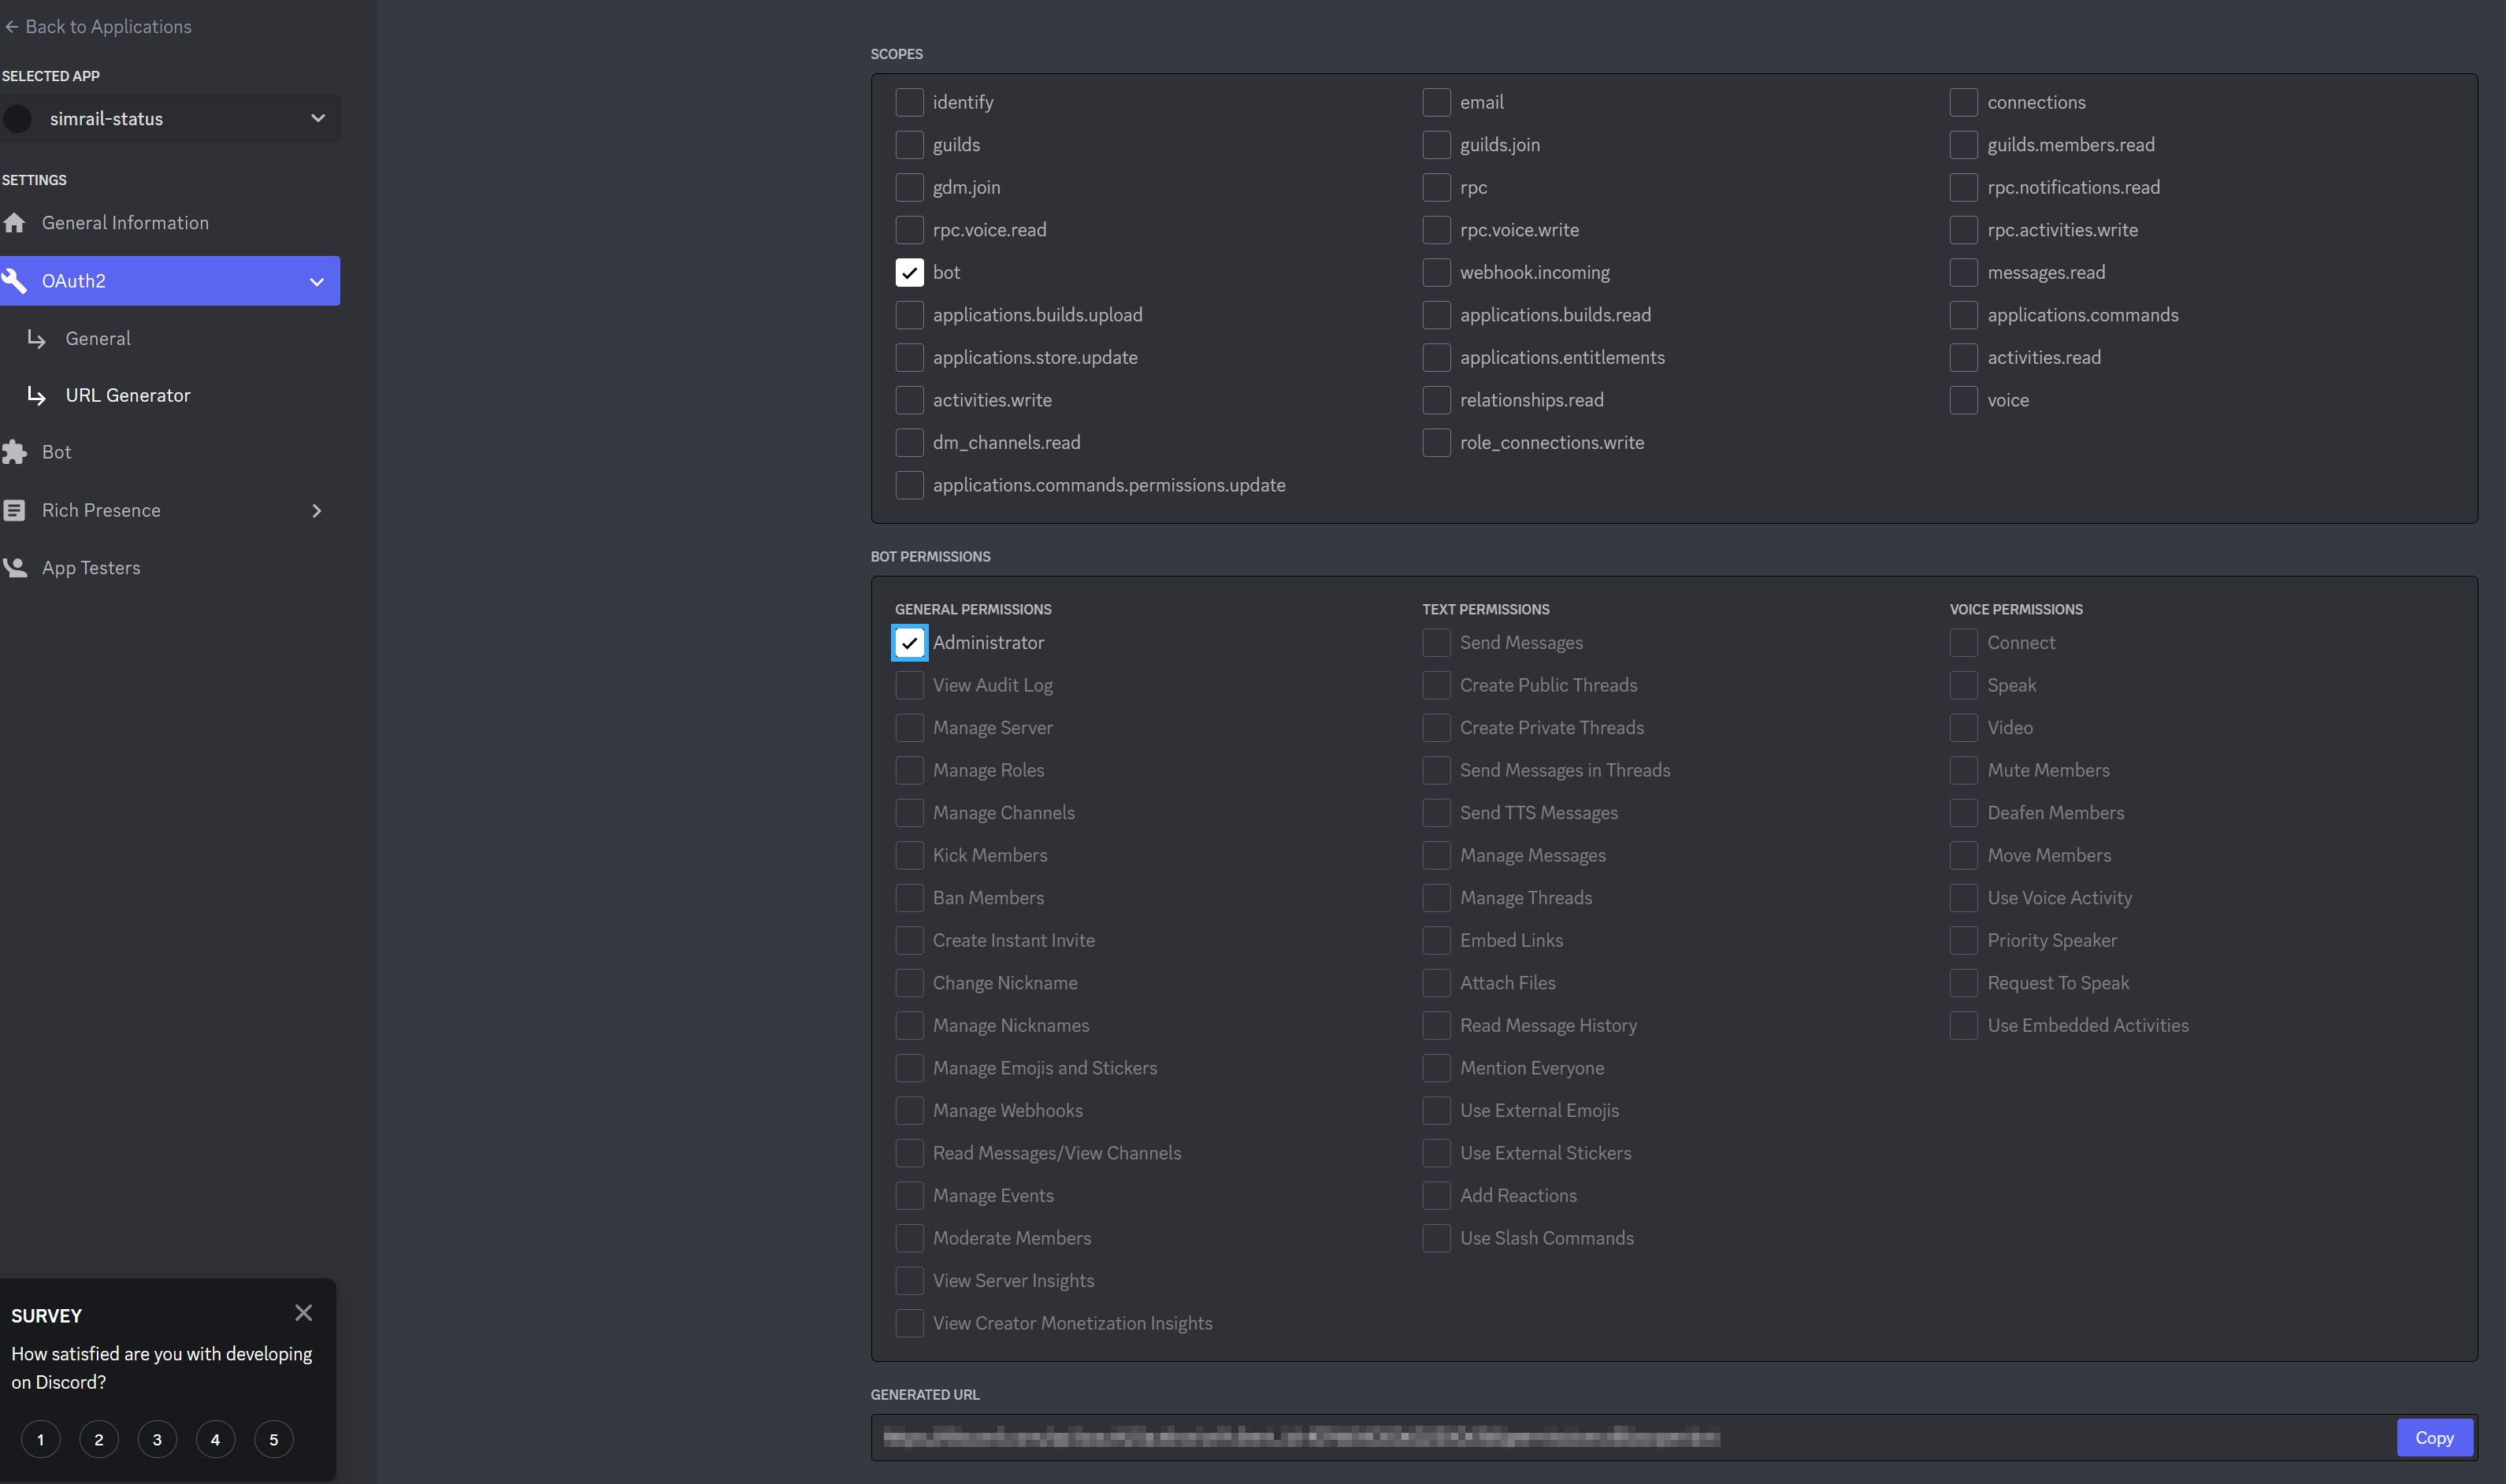 Back to Applications
SELECTED APP
simrail-status
SETTINGS
General Information
OAuth2
General
URL Generator
Bot
Rich Presence
App Testers
SURVEY
How satisfied are you with developing
on Discord?
1 2 3 4 5
SCOPES
identify email connections
guilds guilds.join guilds.members.read
gdm.join rpc rpc.notifications.read
rpc.voice.read rpc.voice.write rpc.activities.write
bot webhook.incoming messages.read
applications.builds.upload applications.builds.read applications.commands
applications.store.update applications.entitlements activities.read
activities.write relationships.read voice
dm_channels.read role_connections.write
applications.commands.permissions.update
BOT PERMISSIONS
GENERAL PERMISSIONS
Administrator
View Audit Log
Manage Server
Manage Roles
Manage Channels
Kick Members
Ban Members
Create Instant Invite
Change Nickname
Manage Nicknames
Manage Emojis and Stickers
Manage Webhooks
Read Messages/View Channels
Manage Events
Moderate Members
View Server Insights
View Creator Monetization Insights
TEXT PERMISSIONS
Send Messages
Create Public Threads
Create Private Threads
Send Messages in Threads
Send TTS Messages
Manage Messages
Manage Threads
Embed Links
Attach Files
Read Message History
Mention Everyone
Use External Emojis
Use External Stickers
Add Reactions
Use Slash Commands
VOICE PERMISSIONS
Connect
Speak
Video
Mute Members
Deafen Members
Move Members
Use Voice Activity
Priority Speaker
Request To Speak
Use Embedded Activities
GENERATED URL
Copy